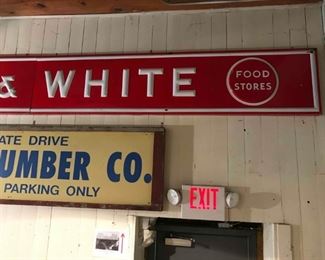 & WHITE
FOOD
STORES
ATE DRIVE
UMBER CO.
PARKING ONLY
EXIT